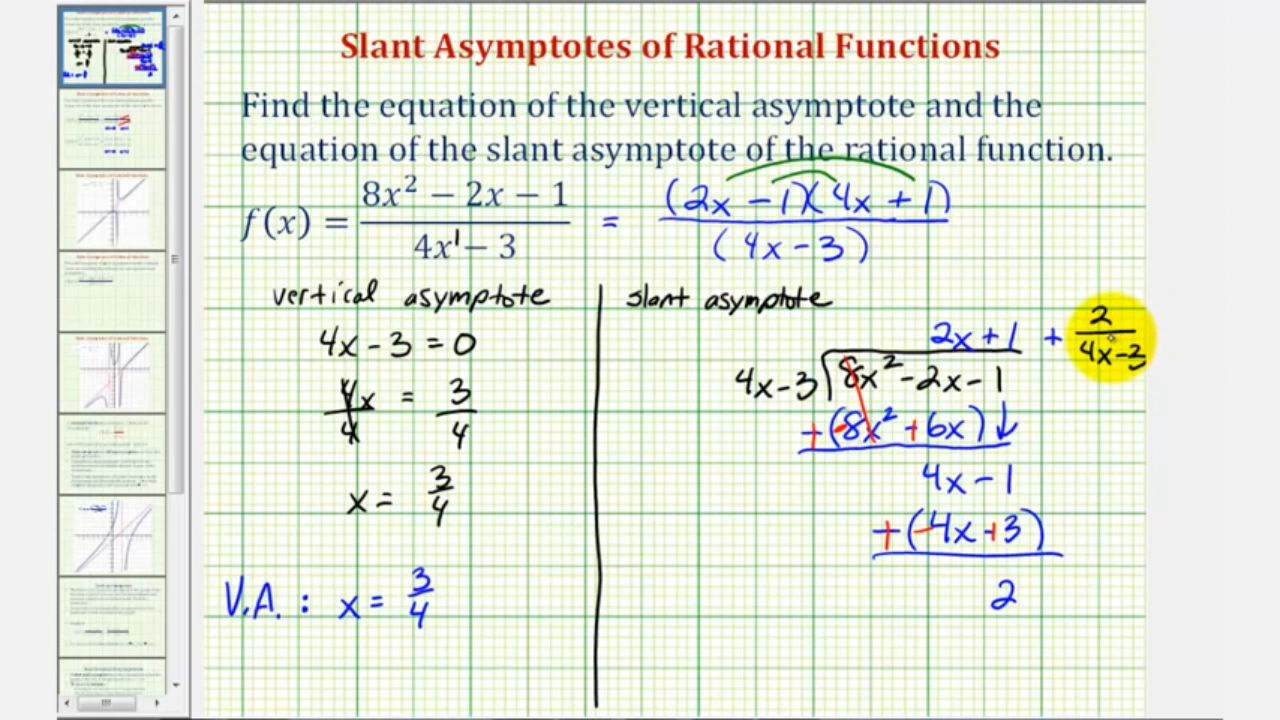 Slant Asymptotes of Rational Functions
Find the equation of the vertical asymptote and the
equation of the slant asymptote of the rational function.
f(x) = (8x² − 2x − 1)/(4x¹ − 3) = (2x − 1)(4x + 1)/(4x − 3)
vertical asymptote
4x − 3 = 0
4x/4 = 3/4
x = 3/4
V.A. : x = 3/4
slant asymptote
2x + 1 + 2/(4x − 3)
4x − 3 8x² − 2x − 1
+ (−8x² + 6x) ↓
4x − 1
+ (−4x + 3)
2